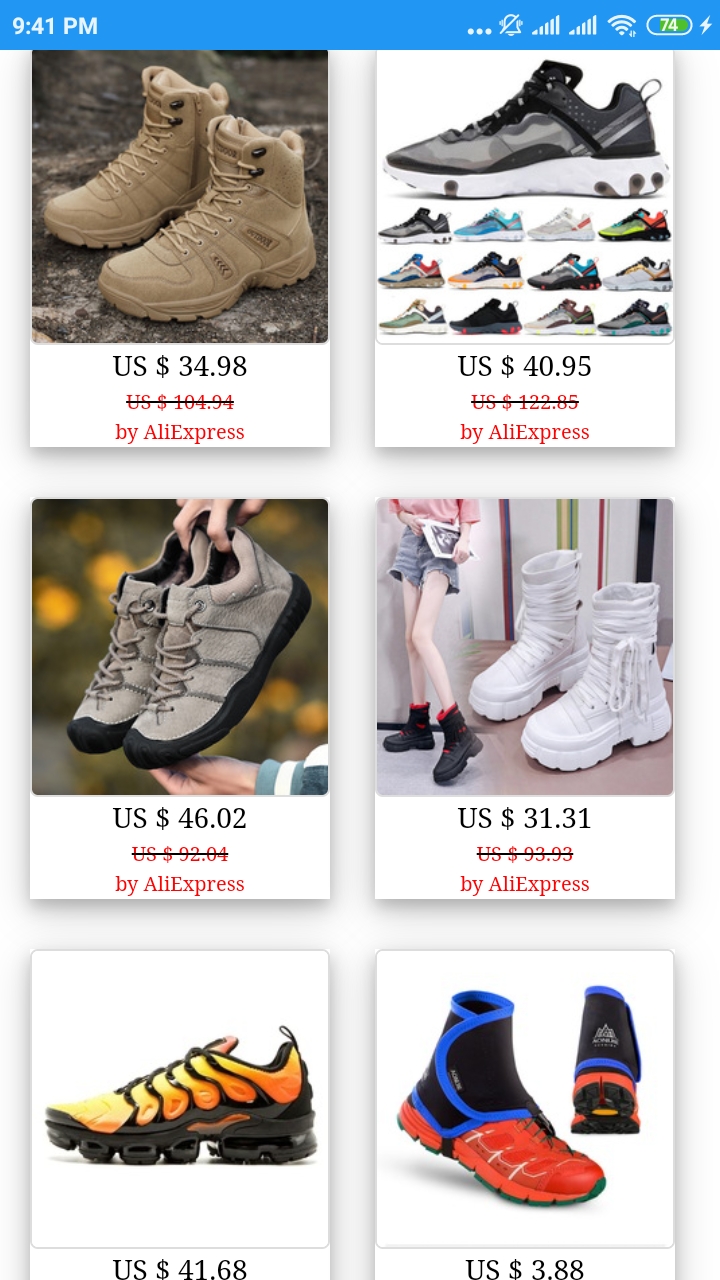 9:41 PM
74
US $ 34.98
US $ 104.94
by AliExpress
US $ 40.95
US $ 122.85
by AliExpress
US $ 46.02
US $ 92.04
by AliExpress
US $ 31.31
US $ 93.93
by AliExpress
AONIJIE
US $ 41.68
US $ 3.88